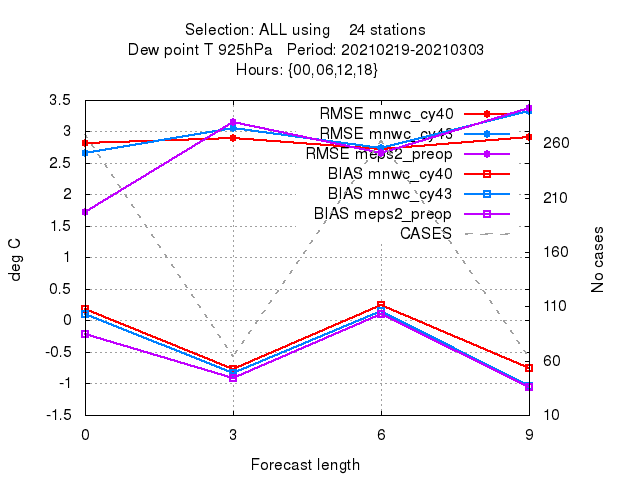 Selection: ALL using 24 stations
Dew point T 925hPa Period: 20210219-20210303
Hours: {00,06,12,18}
RMSE mnwc_cy40
RMSE mnwc_cy43
RMSE meps2_preop
BIAS mnwc_cy40
BIAS mnwc_cy43
BIAS meps2_preop
CASES
3.5
3
2.5
2
1.5
1
0.5
0
-0.5
-1
-1.5
deg C
260
210
160
110
60
10
No cases
0 3 6 9
Forecast length